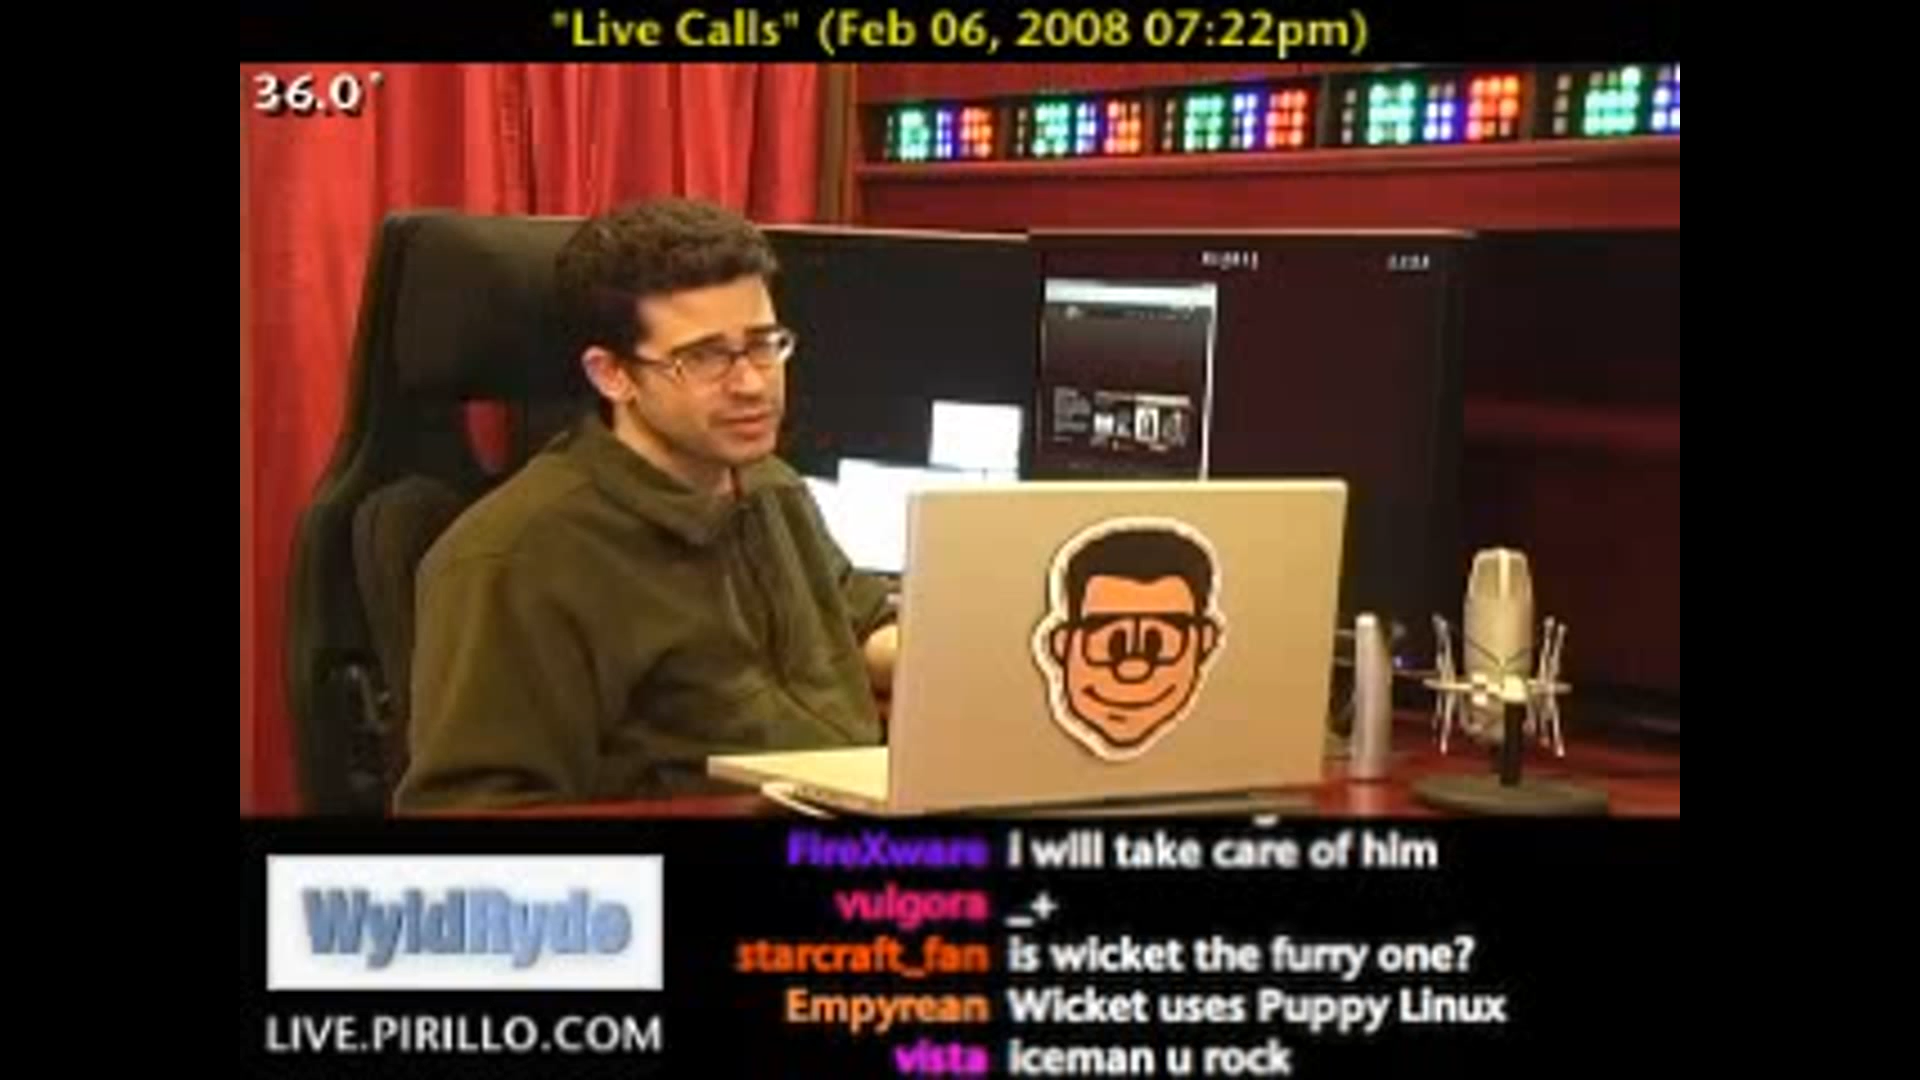 "Live Calls" (Feb 06, 2008 07:22pm)
36.0°
FireXware I will take care of him
vulgora _+
starcraft_fan is wicket the furry one?
Empyrean Wicket uses Puppy Linux
vista iceman u rock
WyldRyde
LIVE.PIRILLO.COM